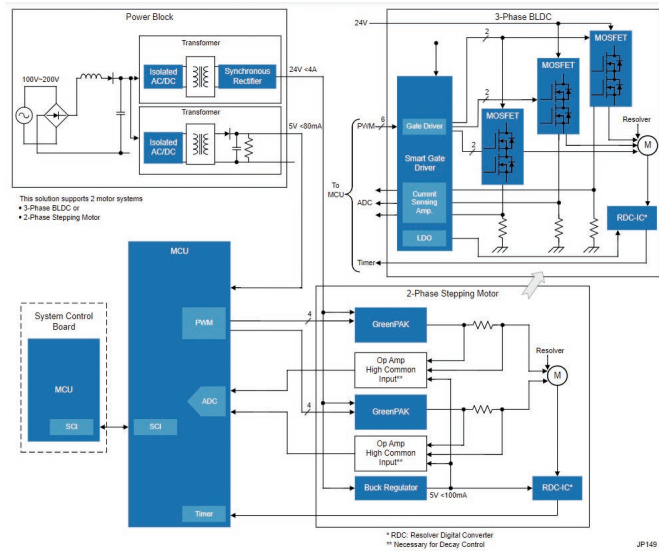 Power Block
Transformer
100V~200V
Isolated
AC/DC
Synchronous
Rectifier
24V <4A
Transformer
Isolated
AC/DC
5V <80mA
This solution supports 2 motor systems
• 3-Phase BLDC or
• 2-Phase Stepping Motor
3-Phase BLDC
24V
2
MOSFET
MOSFET
MOSFET
2
2
Resolver
M
PWM
6
Gate Driver
Smart Gate
Driver
To
MCU
ADC
Current
Sensing
Amp.
LDO
RDC-IC*
Timer
MCU
System Control
Board
MCU
SCI
SCI
PWM
ADC
Timer
4
4
2-Phase Stepping Motor
GreenPAK
Op Amp
High Common
Input**
GreenPAK
Op Amp
High Common
Input**
Buck Regulator
5V <100mA
Resolver
M
RDC-IC*
* RDC: Resolver Digital Converter
** Necessary for Decay Control
JP149